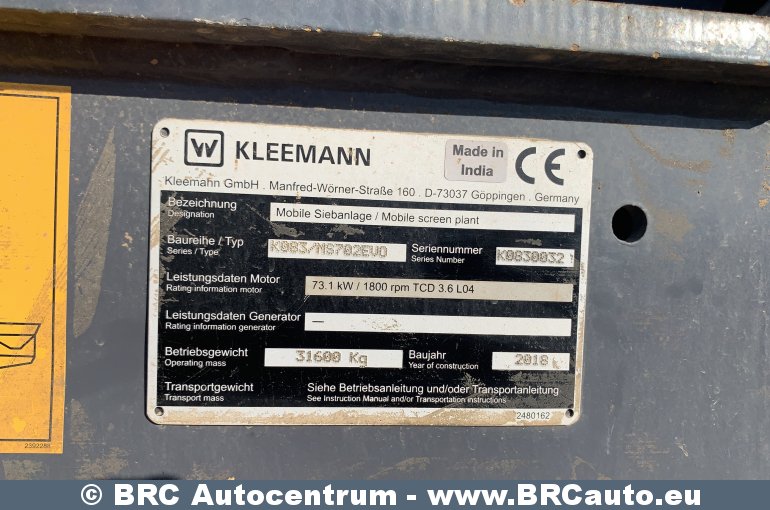 KLEEMANN
Made in
India
CE
Kleemann GmbH . Manfred-Wörner-Straße 160 . D-73037 Göppingen . Germany
Bezeichnung
Designation
Mobile Siebanlage / Mobile screen plant
Baureihe / Typ
Series / Type
K083/MS702EVO
Seriennummer
Series Number
K0830032
Leistungsdaten Motor
Rating information motor
73.1 kW / 1800 rpm TCD 3.6 L04
Leistungsdaten Generator
Rating information generator
—
Betriebsgewicht
Operating mass
31600 Kg
Baujahr
Year of construction
2018
Transportgewicht
Transport mass
Siehe Betriebsanleitung und/oder Transportanleitung
See Instruction Manual and/or Transportation instructions
2480162
2392288
© BRC Autocentrum - www.BRCauto.eu